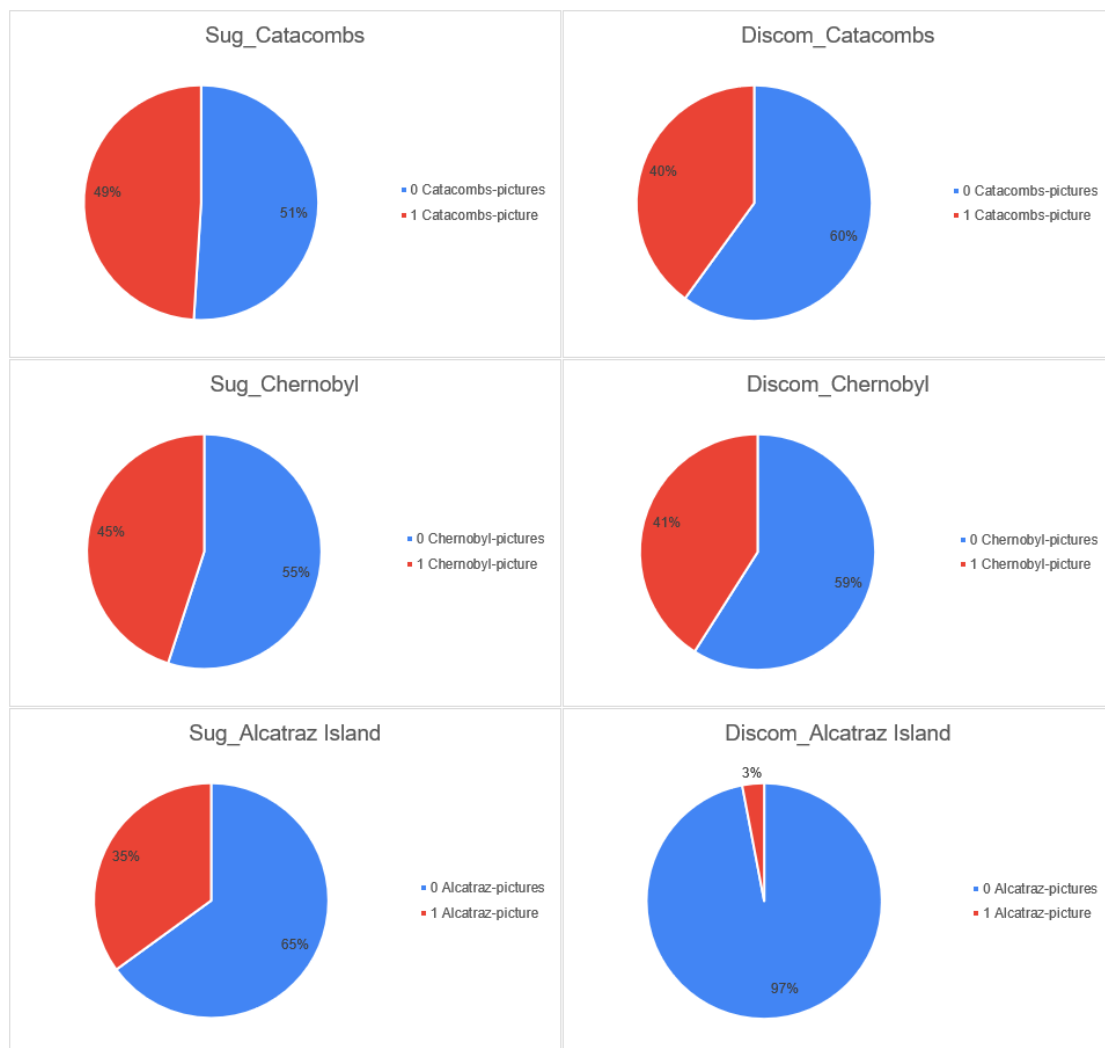 Sug_Catacombs
49%
51%
0 Catacombs-pictures
1 Catacombs-picture
Discom_Catacombs
40%
60%
0 Catacombs-pictures
1 Catacombs-picture
Sug_Chernobyl
45%
55%
0 Chernobyl-pictures
1 Chernobyl-picture
Discom_Chernobyl
41%
59%
0 Chernobyl-pictures
1 Chernobyl-picture
Sug_Alcatraz Island
35%
65%
0 Alcatraz-pictures
1 Alcatraz-picture
Discom_Alcatraz Island
3%
97%
0 Alcatraz-pictures
1 Alcatraz-picture